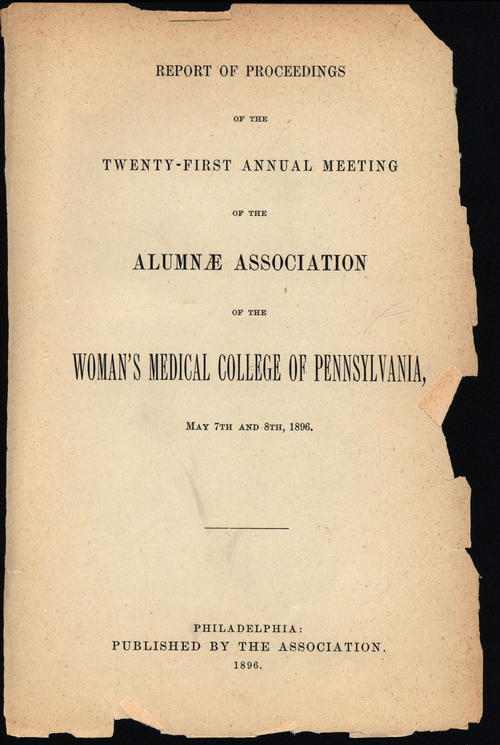 REPORT OF PROCEEDINGS
OF THE
TWENTY-FIRST ANNUAL MEETING
OF THE
ALUMNÆ ASSOCIATION
OF THE
WOMAN'S MEDICAL COLLEGE OF PENNSYLVANIA,
MAY 7TH AND 8TH, 1896.
PHILADELPHIA:
PUBLISHED BY THE ASSOCIATION.
1896.